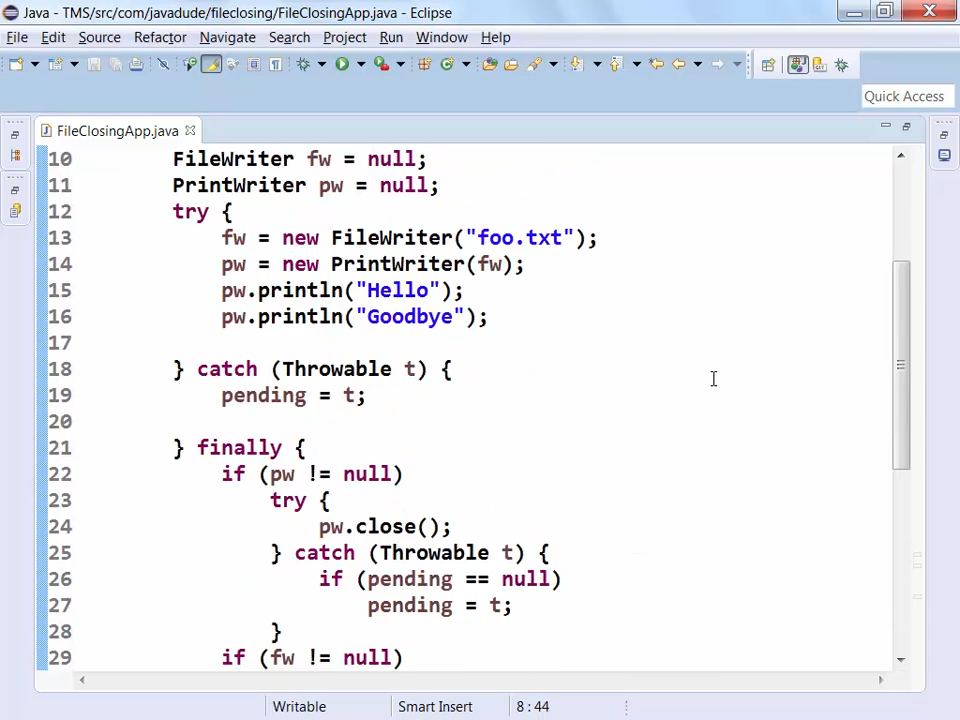 Java - TMS/src/com/javadude/fileclosing/FileClosingApp.java - Eclipse
File Edit Source Refactor Navigate Search Project Run Window Help
Quick Access
FileClosingApp.java
10 FileWriter fw = null;
11 PrintWriter pw = null;
12 try {
13 fw = new FileWriter("foo.txt");
14 pw = new PrintWriter(fw);
15 pw.println("Hello");
16 pw.println("Goodbye");
17
18 } catch (Throwable t) {
19 pending = t;
20
21 } finally {
22 if (pw != null)
23 try {
24 pw.close();
25 } catch (Throwable t) {
26 if (pending == null)
27 pending = t;
28 }
29 if (fw != null)
Writable Smart Insert 8 : 44